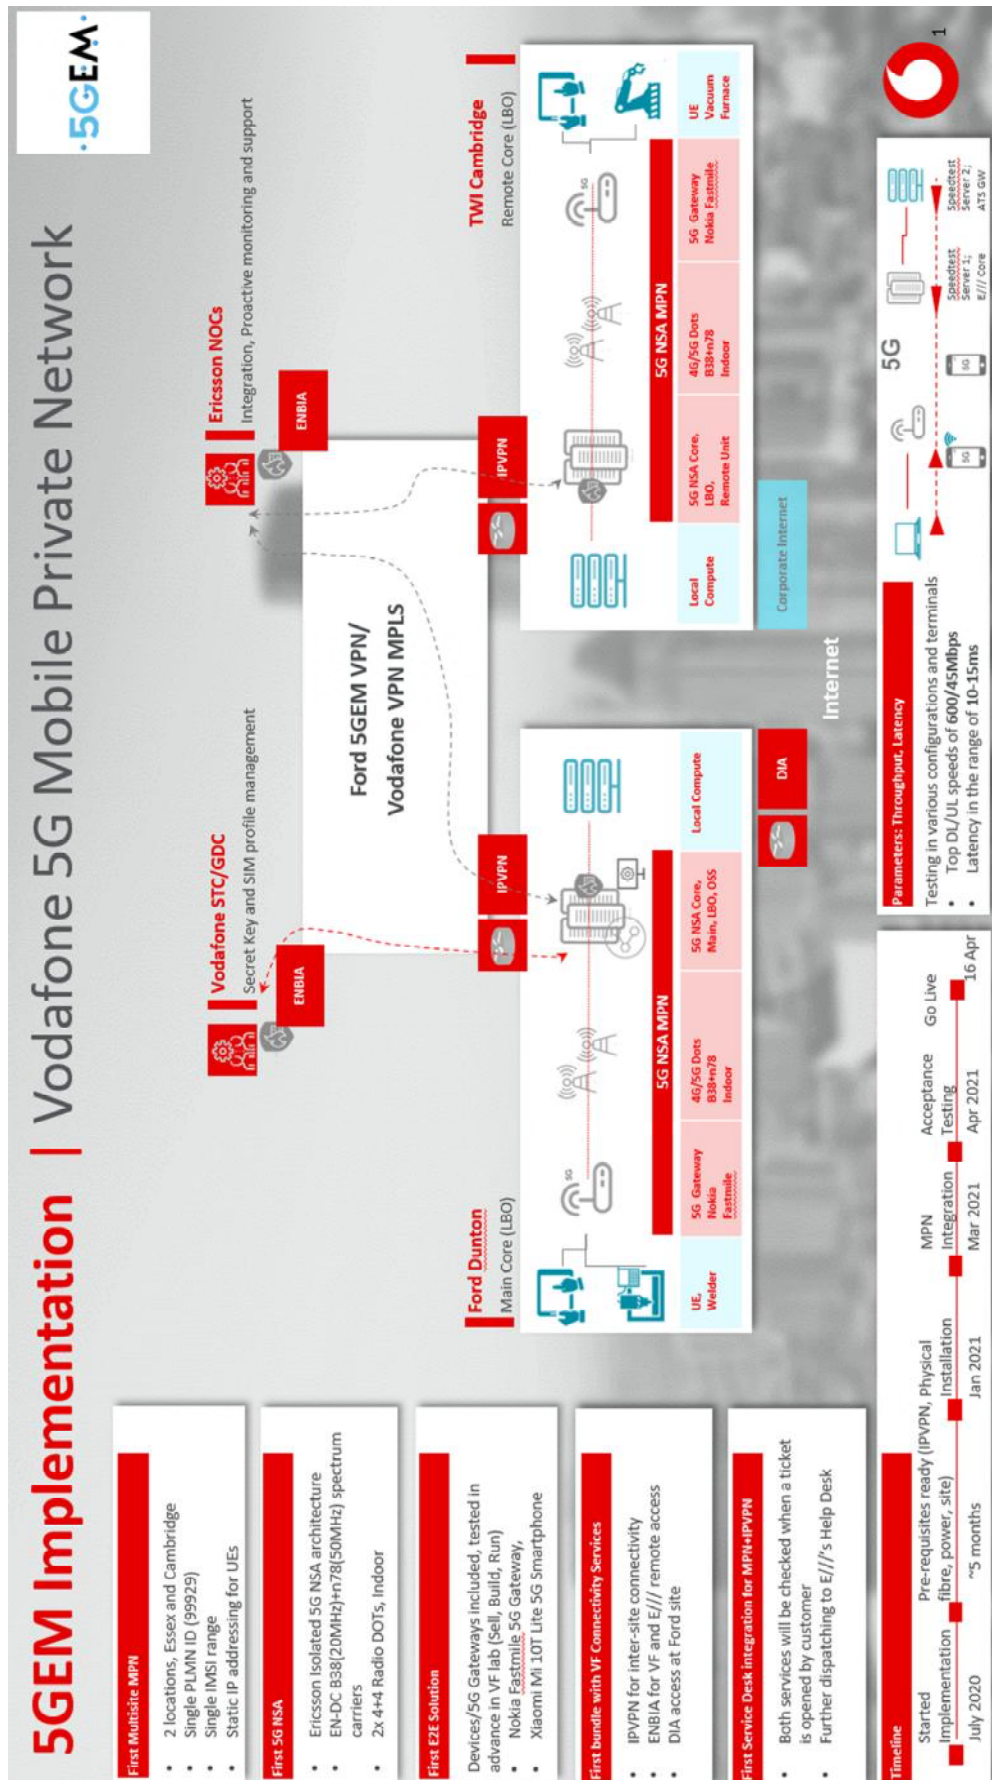 5GEM Implementation | Vodafone 5G Mobile Private Network
·5GEM·
First Multisite MPN
• 2 locations, Essex and Cambridge
• Single PLMN ID (99929)
• Single IMSI range
• Static IP addressing for UEs
First 5G NSA
• Ericsson Isolated 5G NSA architecture
• EN-DC B38(20MHz)+n78(50MHz) spectrum
carriers
• 2x 4+4 Radio DOTs, Indoor
First E2E Solution
Devices/5G Gateways included, tested in
advance in VF lab (Sell, Build, Run)
• Nokia Fastmile 5G Gateway,
• Xiaomi Mi 10T Lite 5G Smartphone
First bundle with VF Connectivity Services
• IPVPN for inter-site connectivity
• ENBIA for VF and E/// remote access
• DIA access at Ford site
First Service Desk integration for MPN+IPVPN
• Both services will be checked when a ticket
is opened by customer
• Further dispatching to E///'s Help Desk
Vodafone STC/GDC
Secret Key and SIM profile management
ENBIA
Ericsson NOCs
Integration, Proactive monitoring and support
ENBIA
Ford 5GEM VPN/
Vodafone VPN MPLS
IPVPN
IPVPN
Ford Dunton
Main Core (LBO)
5G
5G NSA MPN
UE,
Welder
5G Gateway
Nokia
Fastmile
4G/5G Dots
B38+n78
Indoor
5G NSA Core,
Main, LBO, OSS
Local Compute
DIA
Internet
TWI Cambridge
Remote Core (LBO)
5G
5G NSA MPN
Local
Compute
5G NSA Core,
LBO,
Remote Unit
4G/5G Dots
B38+n78
Indoor
5G Gateway
Nokia Fastmile
UE
Vacuum
Furnace
Corporate Internet
Timeline
Started
Implementation
July 2020
~5 months
Pre-requisites ready (IPVPN, Physical
fibre, power, site)
Installation
Jan 2021
MPN
Integration
Mar 2021
Acceptance
Testing
Apr 2021
Go Live
16 Apr
Parameters: Throughput, Latency
Testing in various configurations and terminals
• Top DL/UL speeds of 600/45Mbps
• Latency in the range of 10-15ms
5G
5G
5G
Speedtest
Server 1;
E/// core
Speedtest
Server 2;
ATS GW
1